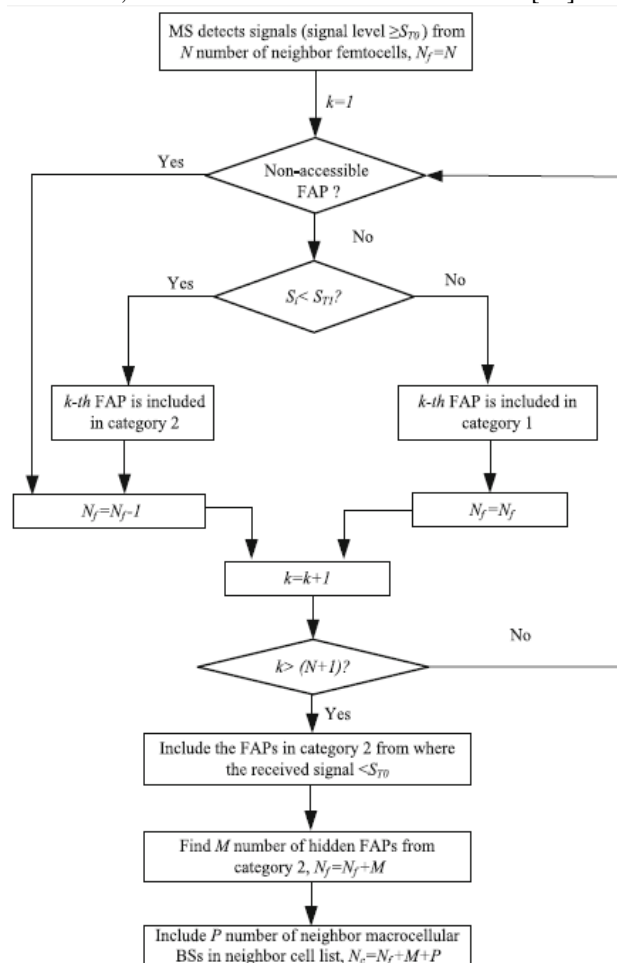 MS detects signals (signal level ≥S_T0) from
N number of neighbor femtocells, N_f=N
k=1
Yes
Non-accessible
FAP ?
No
Yes
S_i< S_T1?
No
k-th FAP is included
in category 2
k-th FAP is included in
category 1
N_f=N_f-1
N_f=N_f
k=k+1
No
k> (N+1)?
Yes
Include the FAPs in category 2 from where
the received signal <S_T0
Find M number of hidden FAPs from
category 2, N_f=N_f+M
Include P number of neighbor macrocellular
BSs in neighbor cell list, N_c=N_f+M+P